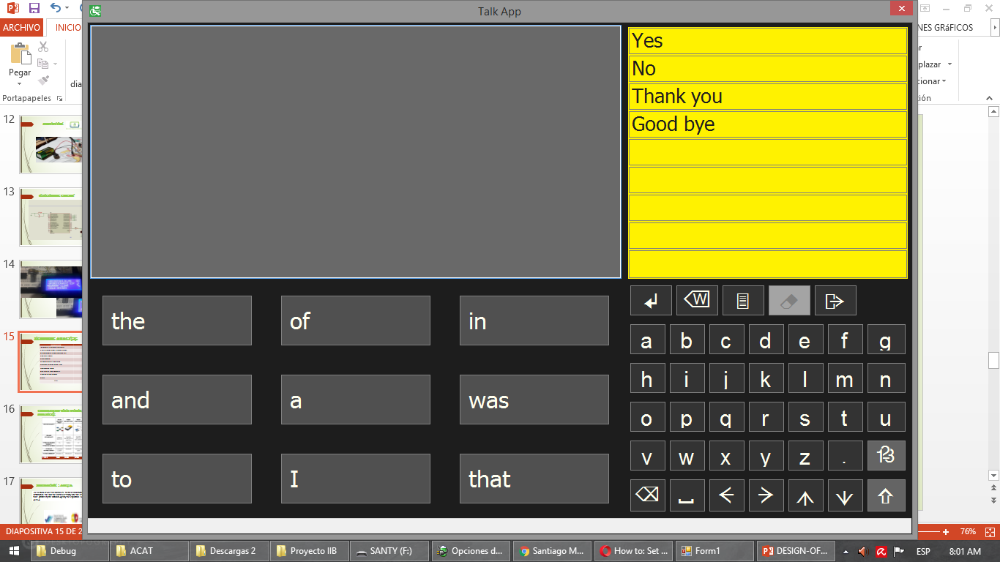 Talk App
ARCHIVO
INICIO
NES GRáFICOS
Pegar
Portapapeles
dia
ar
plazar
cionar
ión
Yes
No
Thank you
Good bye
the of in
and a was
to I that
W
a b c d e f g
h i j k l m n
o p q r s t u
v w x y z .
12
13
14
15
16
17
DIAPOSITIVA 15 DE 2
76%
Debug
ACAT
Descargas 2
Proyecto IIB
SANTY (F:)
Opciones d...
Santiago M...
How to: Set ...
Form1
DESIGN-OF...
ESP
8:01 AM